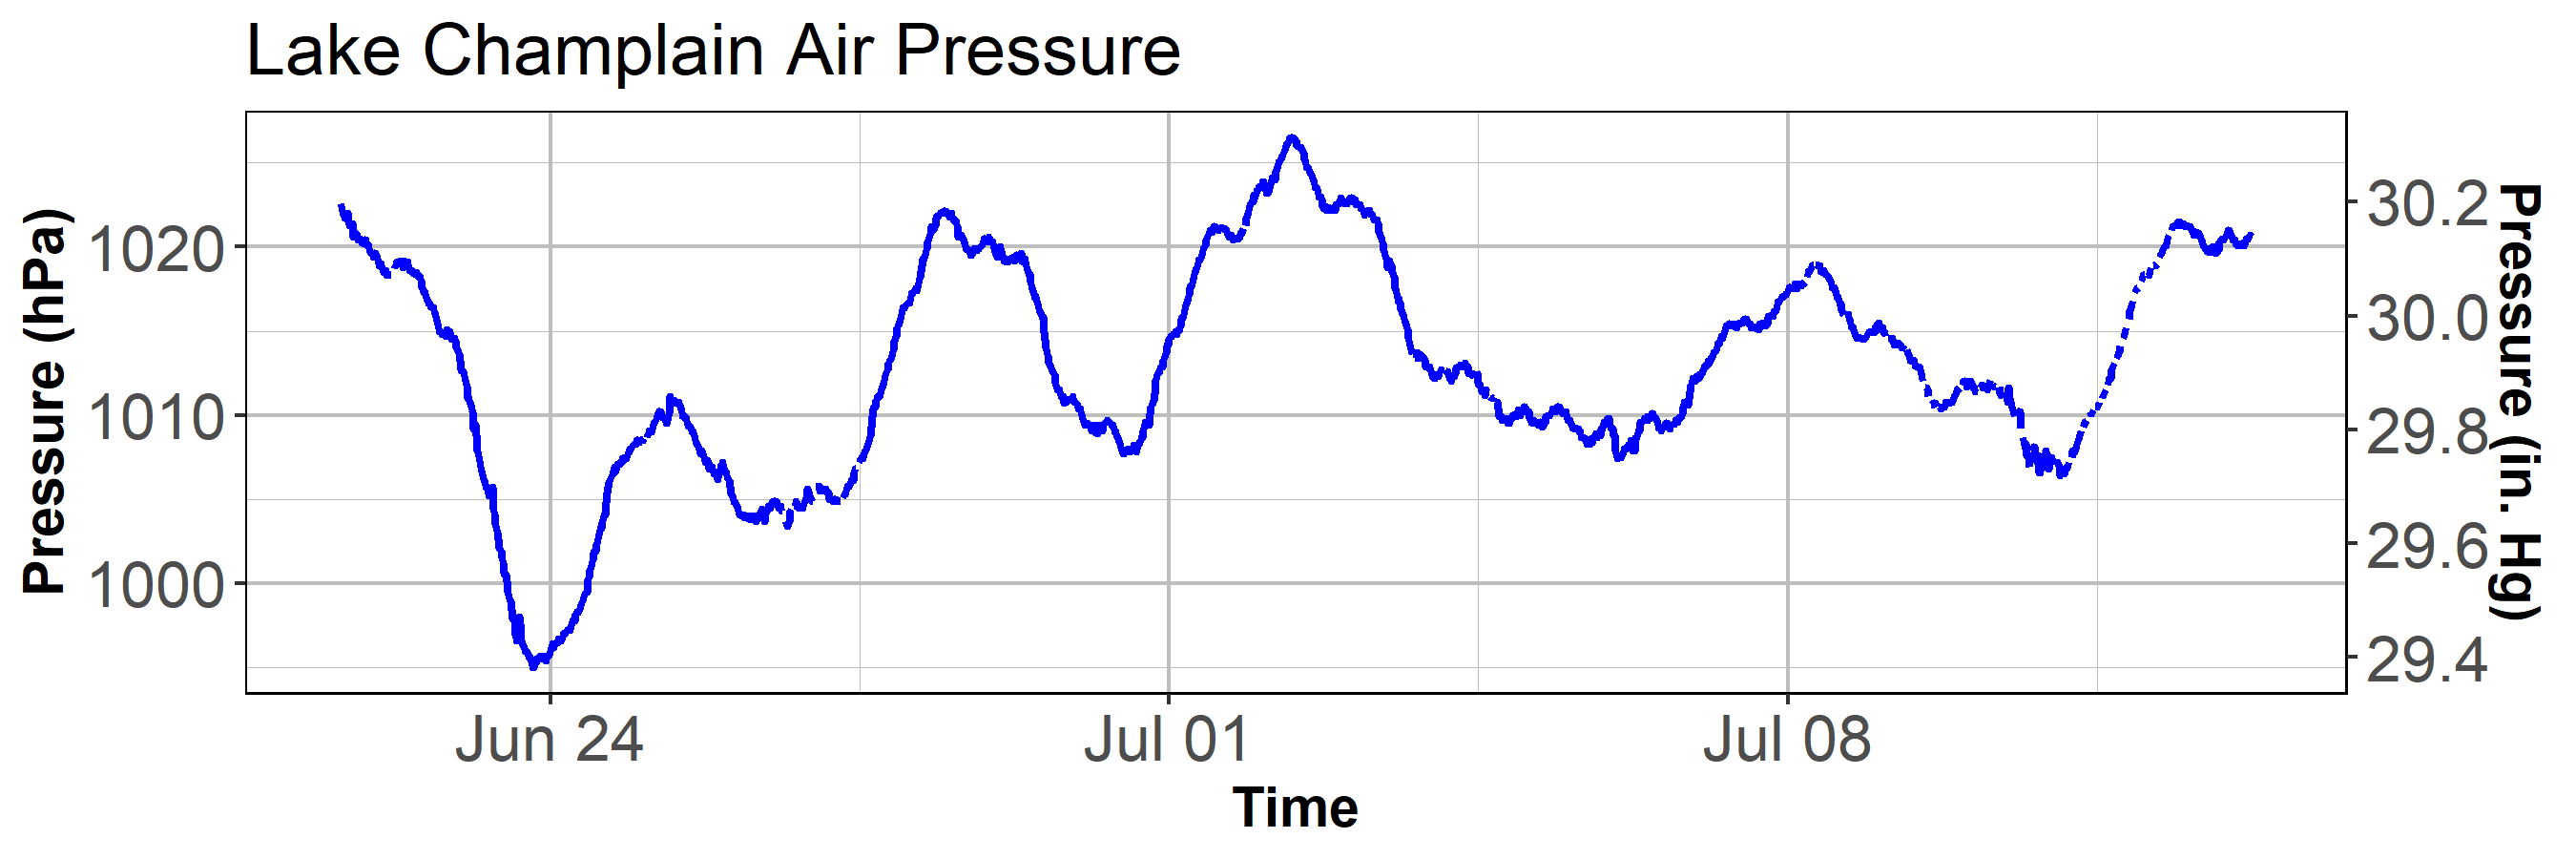 Lake Champlain Air Pressure
Pressure (hPa)
1020
1010
1000
30.2
30.0
29.8
29.6
29.4
Pressure (in. Hg)
Jun 24
Jul 01
Jul 08
Time